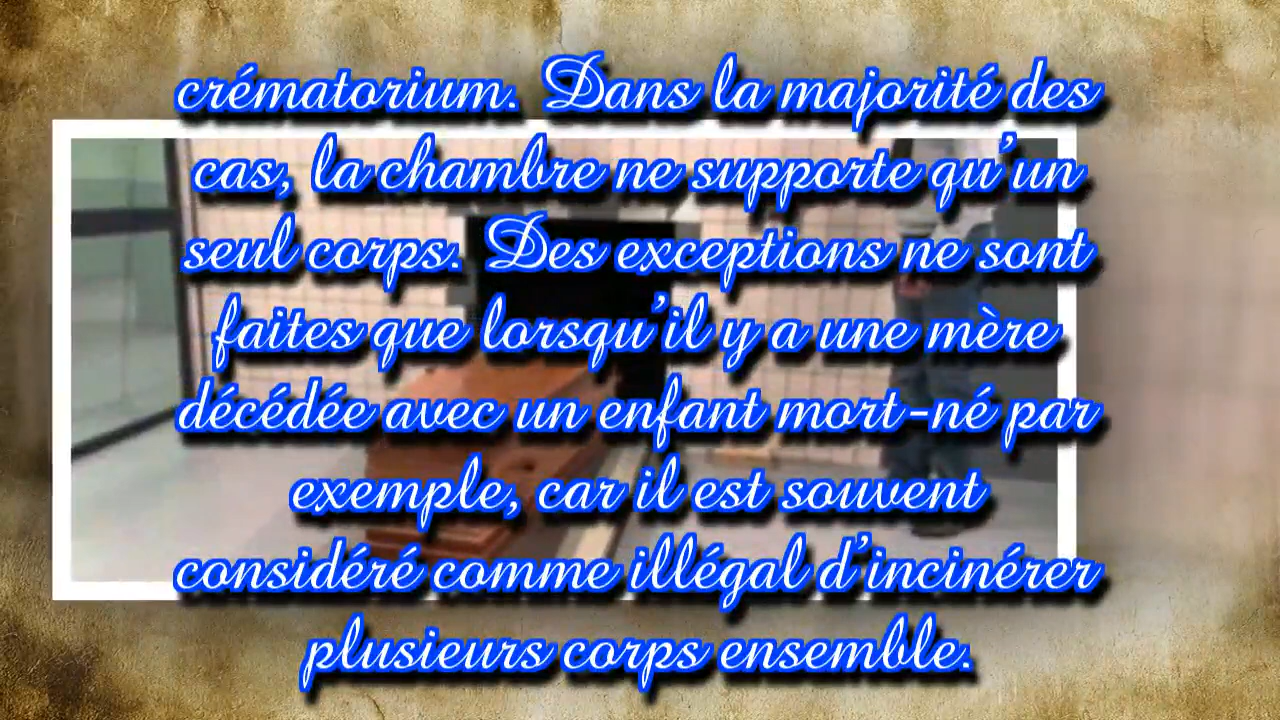 crématorium. Dans la majorité des
cas, la chambre ne supporte qu'un
seul corps. Des exceptions ne sont
faites que lorsqu'il y a une mère
décédée avec un enfant mort-né par
exemple, car il est souvent
considéré comme illégal d'incinérer
plusieurs corps ensemble.